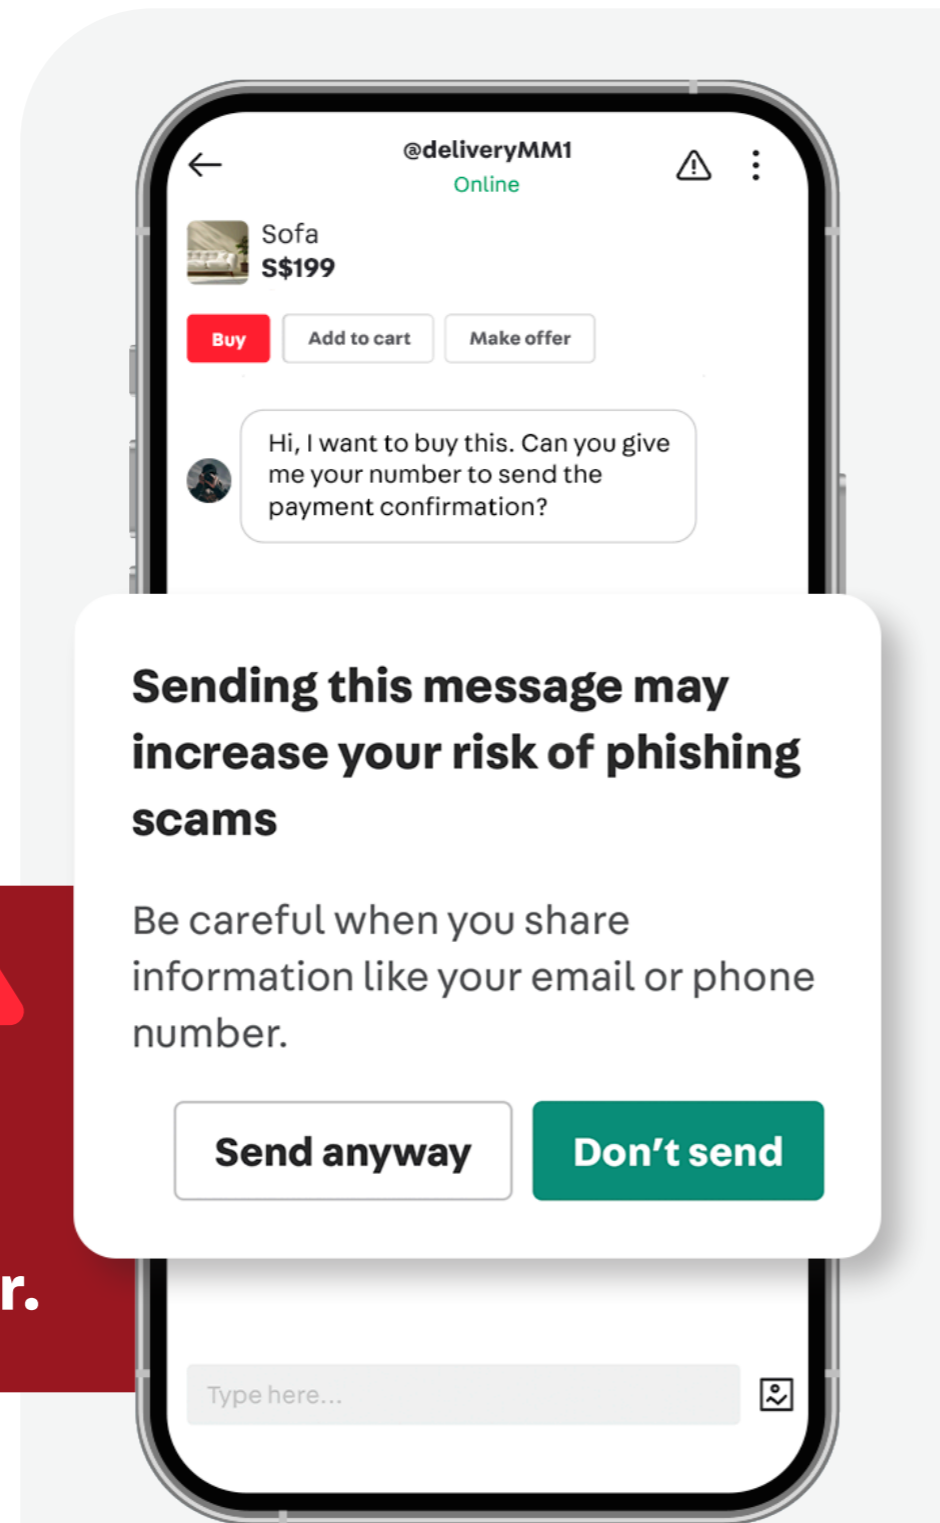 @deliveryMM1
Online
Sofa
S$199
Buy
Add to cart
Make offer
Hi, I want to buy this. Can you give
me your number to send the
payment confirmation?
Sending this message may
increase your risk of phishing
scams
Be careful when you share
information like your email or phone
number.
Send anyway
Don't send
r.
Type here...